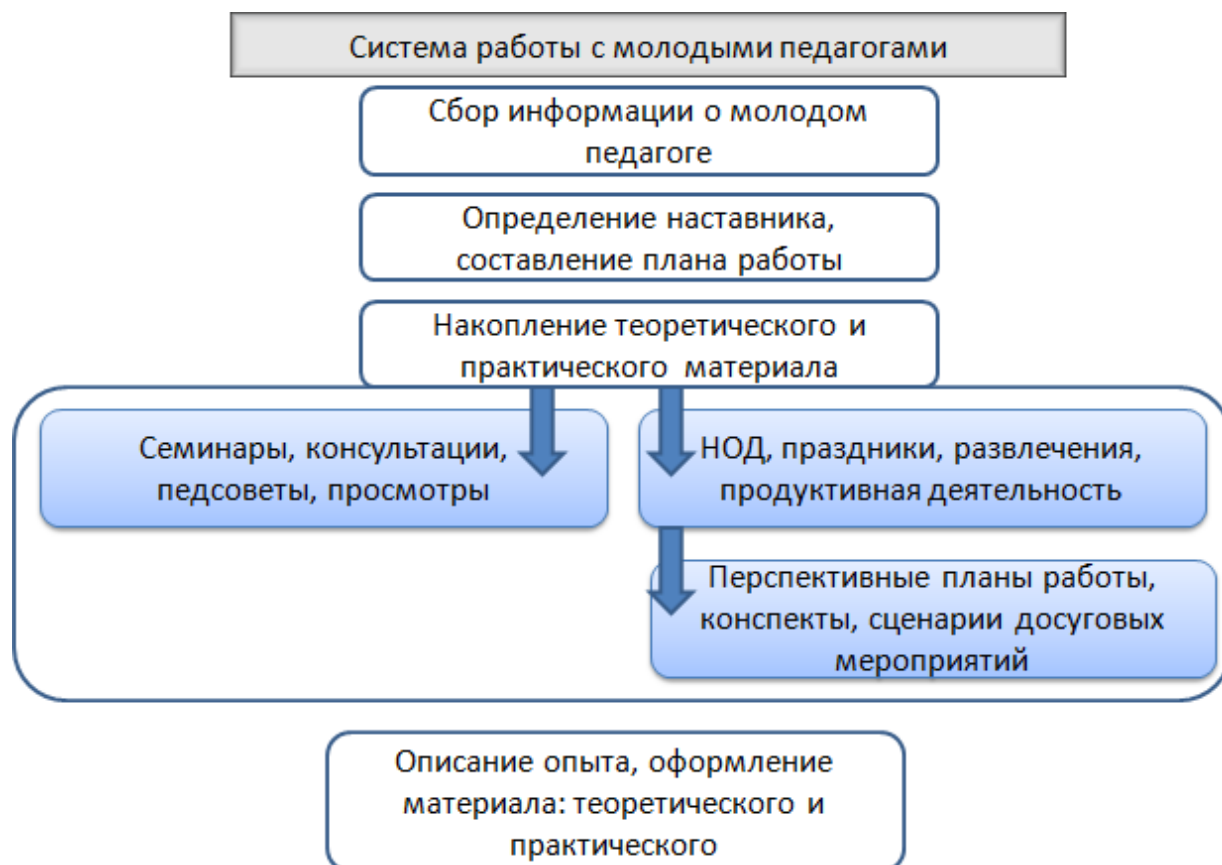 Система работы с молодыми педагогами
Сбор информации о молодом
педагоге
Определение наставника,
составление плана работы
Накопление теоретического и
практического материала
Семинары, консультации,
педсоветы, просмотры
НОД, праздники, развлечения,
продуктивная деятельность
Перспективные планы работы,
конспекты, сценарии досуговых
мероприятий
Описание опыта, оформление
материала: теоретического и
практического